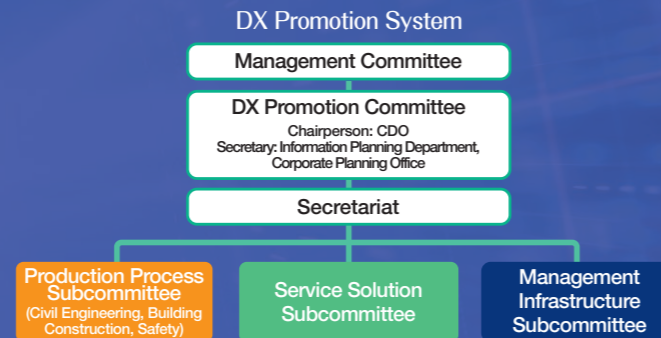 DX Promotion System
Management Committee
DX Promotion Committee
Chairperson: CDO
Secretary: Information Planning Department,
Corporate Planning Office
Secretariat
Production Process
Subcommittee
(Civil Engineering, Building
Construction, Safety)
Service Solution
Subcommittee
Management
Infrastructure
Subcommittee